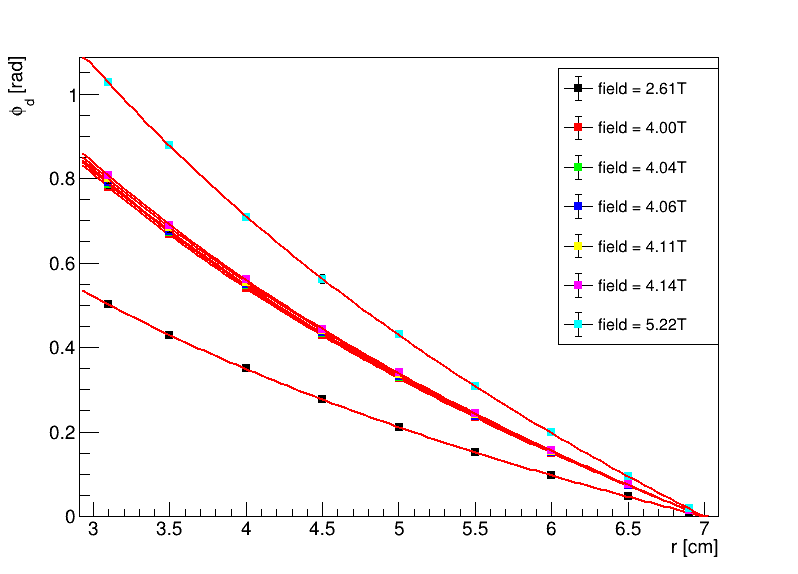 ϕd [rad]
1
0.8
0.6
0.4
0.2
0
3
3.5
4
4.5
5
5.5
6
6.5
7
r [cm]
field = 2.61T
field = 4.00T
field = 4.04T
field = 4.06T
field = 4.11T
field = 4.14T
field = 5.22T